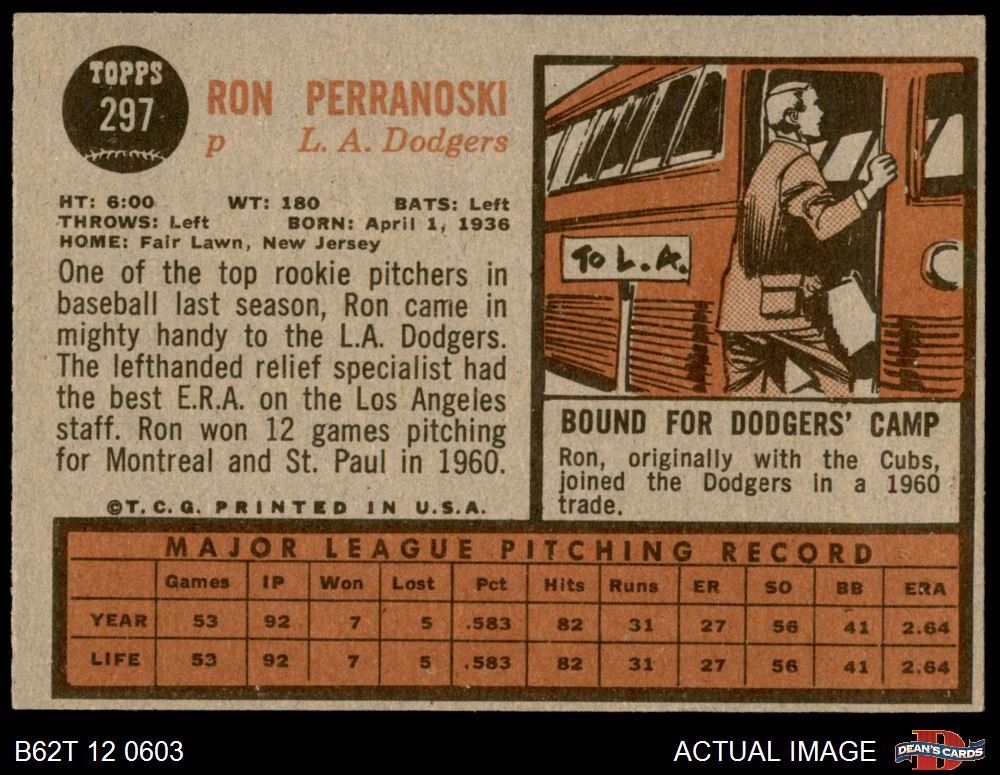 TOPPS
297
RON PERRANOSKI
p L. A. Dodgers
HT: 6:00 WT: 180 BATS: Left
THROWS: Left BORN: April 1, 1936
HOME: Fair Lawn, New Jersey
One of the top rookie pitchers in
baseball last season, Ron came in
mighty handy to the L.A. Dodgers.
The lefthanded relief specialist had
the best E.R.A. on the Los Angeles
staff. Ron won 12 games pitching
for Montreal and St. Paul in 1960.
©T. C. G. PRINTED IN U.S.A.
TO L.A.
BOUND FOR DODGERS' CAMP
Ron, originally with the Cubs,
joined the Dodgers in a 1960
trade.
MAJOR LEAGUE PITCHING RECORD
Games IP Won Lost Pct Hits Runs ER SO BB ERA
YEAR 53 92 7 5 .583 82 31 27 56 41 2.64
LIFE 53 92 7 5 .583 82 31 27 56 41 2.64
B62T 12 0603
ACTUAL IMAGE
D
DEAN'S CARDS